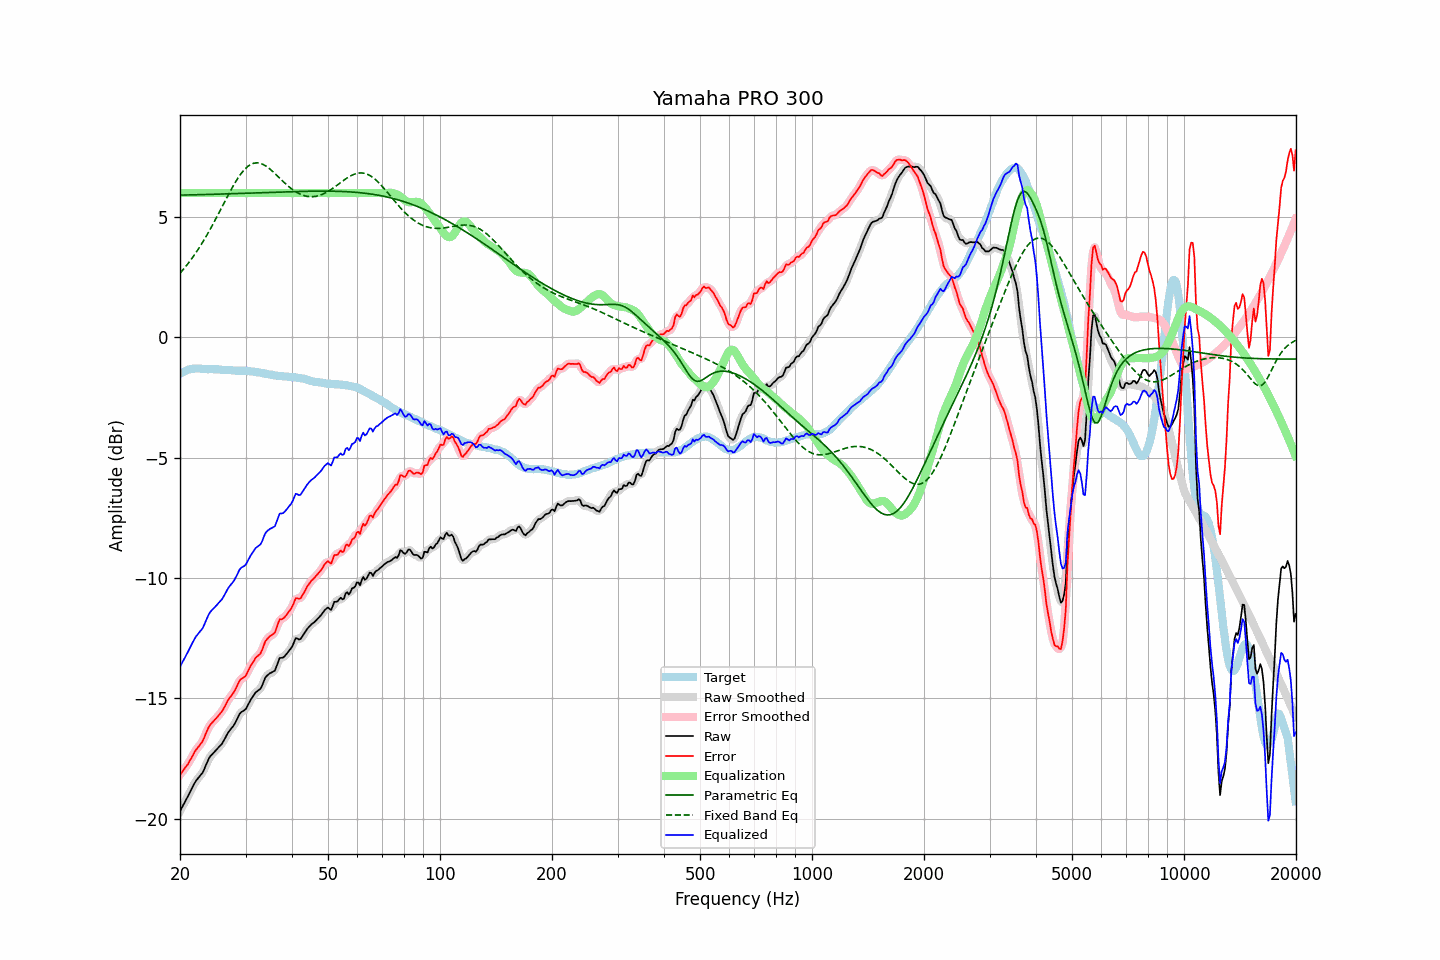 Yamaha PRO 300
Amplitude (dBr)
5
0
−5
−10
−15
−20
Target
Raw Smoothed
Error Smoothed
Raw
Error
Equalization
Parametric Eq
Fixed Band Eq
Equalized
20 50 100 200 500 1000 2000 5000 10000 20000
Frequency (Hz)